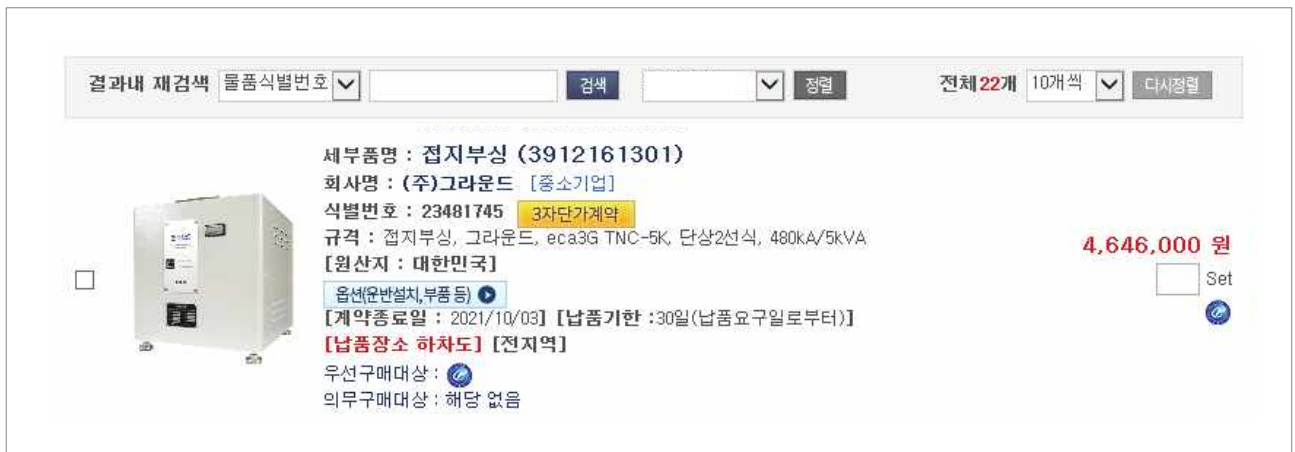 결과내 재검색 물품식별번호 검색 정렬 전체 22개 10개씩 다시정렬
세부품명 : 접지부싱 (3912161301)
회사명 : (주)그라운드 [중소기업]
식별번호 : 23481745 3자단가계약
규격 : 접지부싱, 그라운드, eca3G TNC-5K, 단상2선식, 480kA/5kVA
4,646,000 원
[원산지 : 대한민국]
Set
옵션(운반설치,부품 등)
[계약종료일 : 2021/10/03] [납품기한 :30일(납품요구일로부터)]
[납품장소 하차도] [전지역]
우선구매대상 :
의무구매대상 : 해당 없음